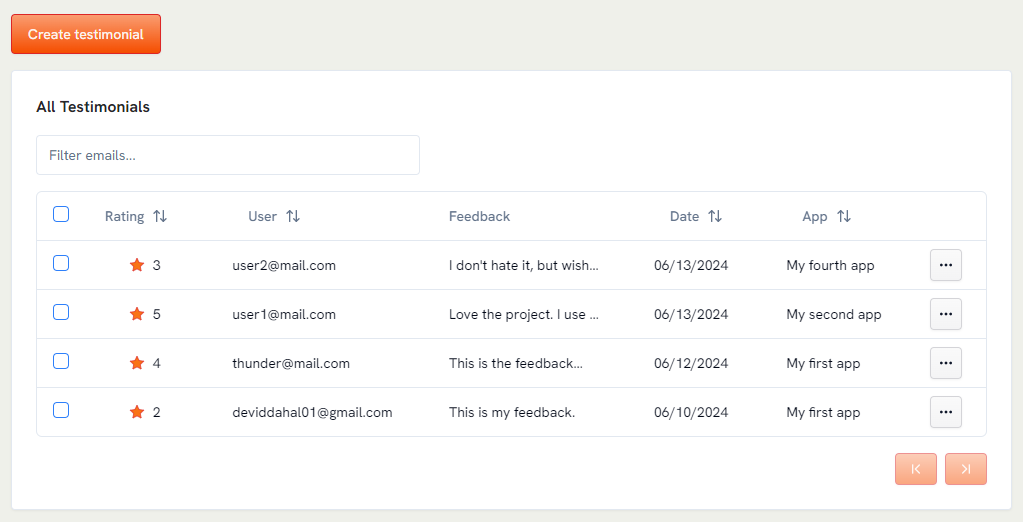 Create testimonial
All Testimonials
Filter emails...
Rating User Feedback Date App
3 user2@mail.com I don't hate it, but wish... 06/13/2024 My fourth app
5 user1@mail.com Love the project. I use ... 06/13/2024 My second app
4 thunder@mail.com This is the feedback... 06/12/2024 My first app
2 deviddahal01@gmail.com This is my feedback. 06/10/2024 My first app